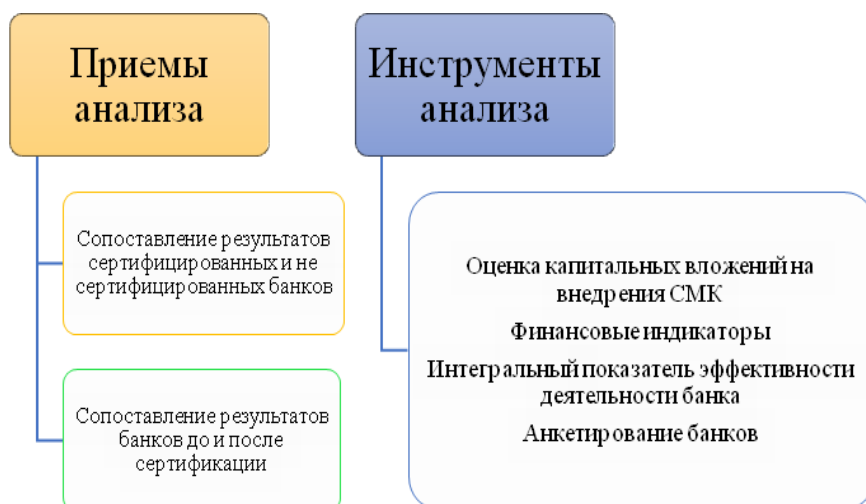 Приемы
анализа
Инструменты
анализа
Сопоставление результатов
сертифицированных и не
сертифицированных банков
Сопоставление результатов
банков до и после
сертификации
Оценка капитальных вложений на
внедрения СМК
Финансовые индикаторы
Интегральный показатель эффективности
деятельности банка
Анкетирование банков